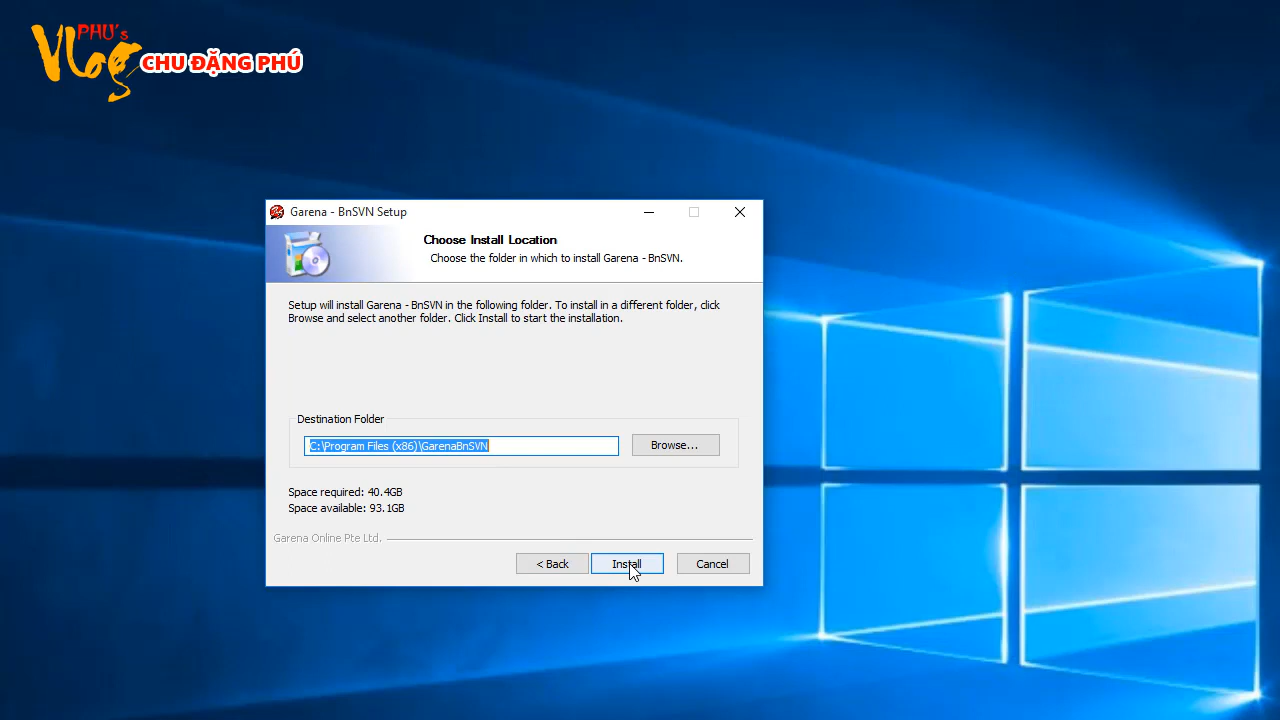 PHU's
Vlog
CHU ĐẶNG PHÚ
Garena - BnSVN Setup
Choose Install Location
Choose the folder in which to install Garena - BnSVN.
Setup will install Garena - BnSVN in the following folder. To install in a different folder, click
Browse and select another folder. Click Install to start the installation.
Destination Folder
C:\Program Files (x86)\GarenaBnSVN
Browse...
Space required: 40.4GB
Space available: 93.1GB
Garena Online Pte Ltd.
< Back
Install
Cancel